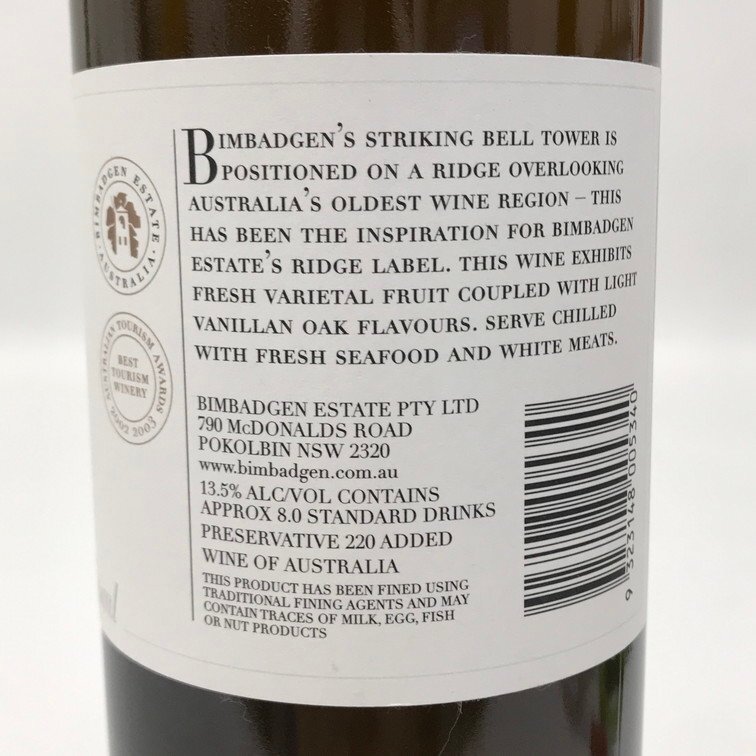 BIMBADGEN'S STRIKING BELL TOWER IS
POSITIONED ON A RIDGE OVERLOOKING
AUSTRALIA'S OLDEST WINE REGION – THIS
HAS BEEN THE INSPIRATION FOR BIMBADGEN
ESTATE'S RIDGE LABEL. THIS WINE EXHIBITS
FRESH VARIETAL FRUIT COUPLED WITH LIGHT
VANILLAN OAK FLAVOURS. SERVE CHILLED
WITH FRESH SEAFOOD AND WHITE MEATS.
BIMBADGEN ESTATE · AUSTRALIA ·
AUSTRALIAN TOURISM AWARDS
BEST
TOURISM
WINERY
2002 2003
BIMBADGEN ESTATE PTY LTD
790 McDONALDS ROAD
POKOLBIN NSW 2320
www.bimbadgen.com.au
13.5% ALC/VOL CONTAINS
APPROX 8.0 STANDARD DRINKS
PRESERVATIVE 220 ADDED
WINE OF AUSTRALIA
THIS PRODUCT HAS BEEN FINED USING
TRADITIONAL FINING AGENTS AND MAY
CONTAIN TRACES OF MILK, EGG, FISH
OR NUT PRODUCTS
9 323148 005340